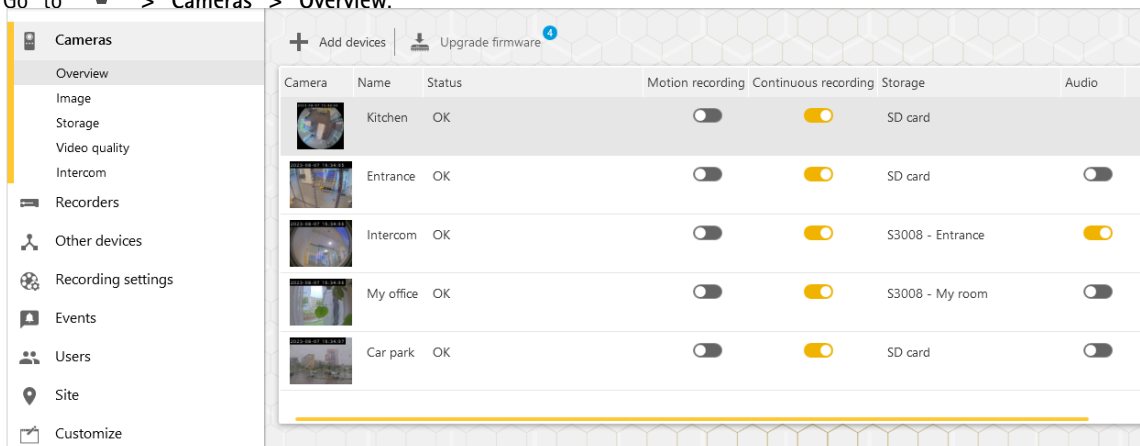 Go to > Cameras > Overview.
Cameras
Overview
Image
Storage
Video quality
Intercom
Recorders
Other devices
Recording settings
Events
Users
Site
Customize
Add devices Upgrade firmware 4
Camera Name Status Motion recording Continuous recording Storage Audio
Kitchen OK SD card
Entrance OK SD card
Intercom OK S3008 - Entrance
My office OK S3008 - My room
Car park OK SD card